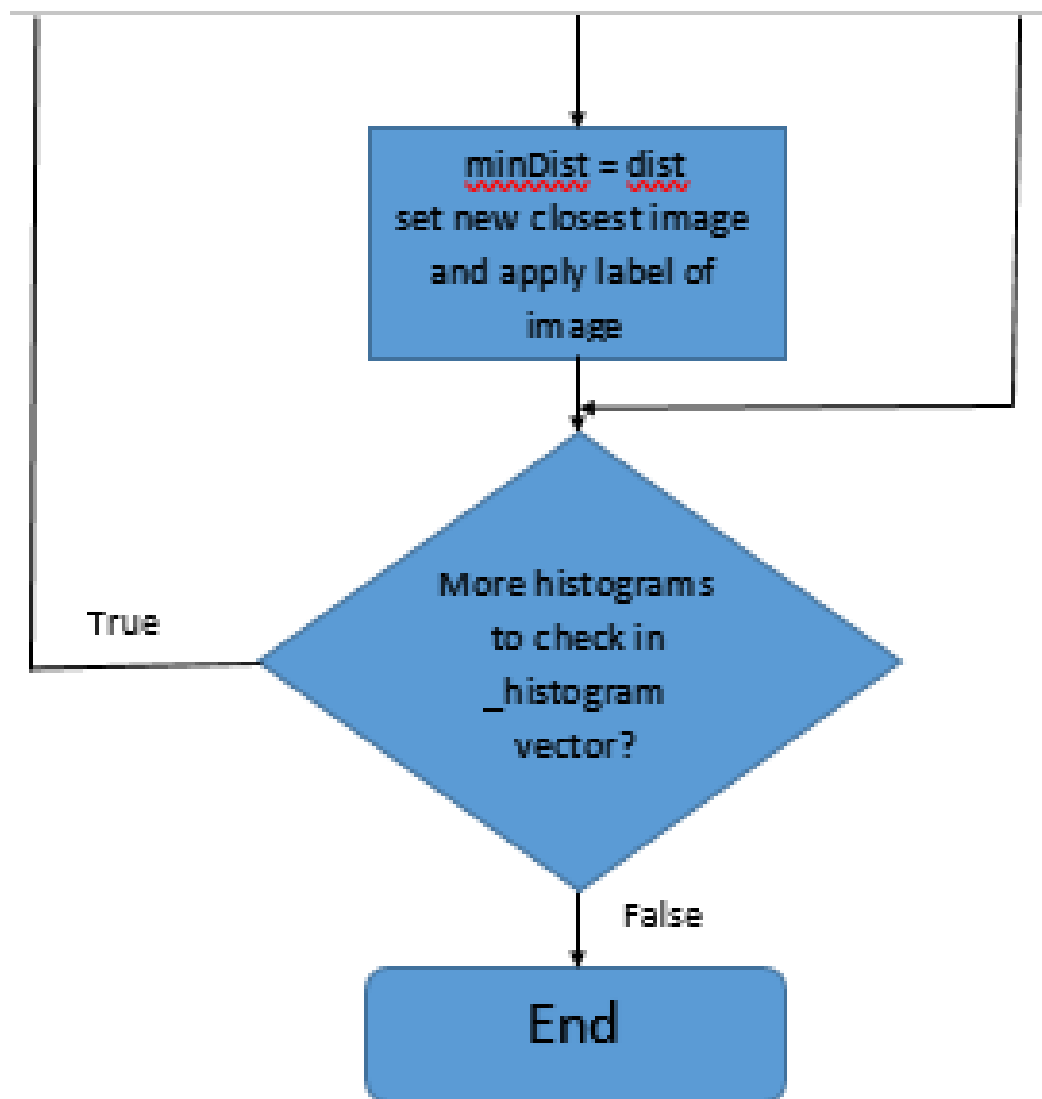 minDist = dist
set new closest image
and apply label of
image
More histograms
to check in
_histogram
vector?
True
False
End